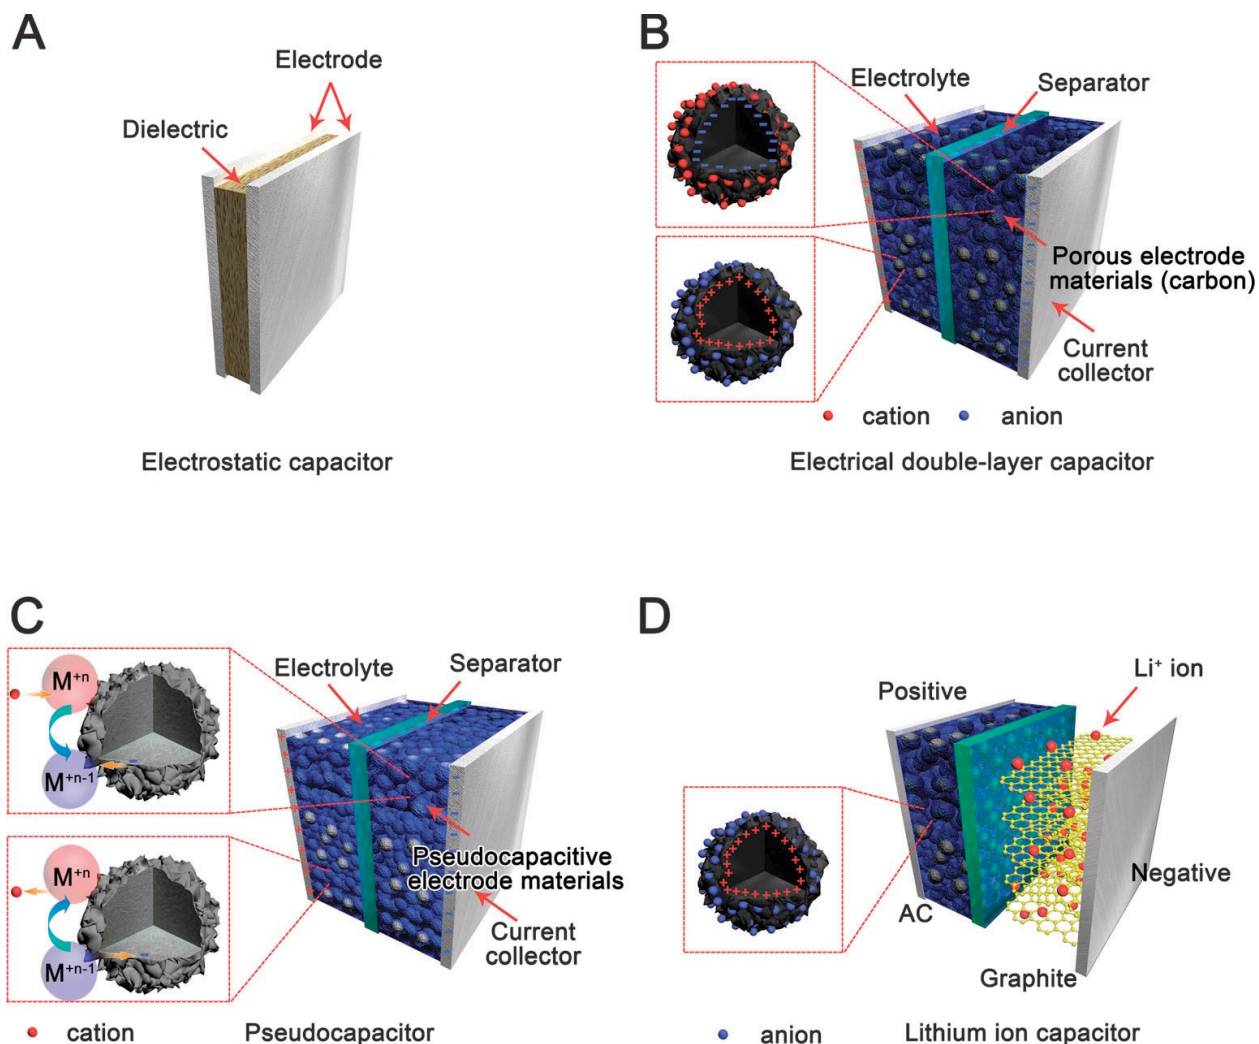 A
Electrode
Dielectric
Electrostatic capacitor
B
Electrolyte
Separator
Porous electrode
materials (carbon)
Current
collector
cation
anion
Electrical double-layer capacitor
C
M+n
M+n-1
M+n
M+n-1
Electrolyte
Separator
Pseudocapacitive
electrode materials
Current
collector
cation
Pseudocapacitor
D
Li+ ion
Positive
Negative
AC
Graphite
anion
Lithium ion capacitor